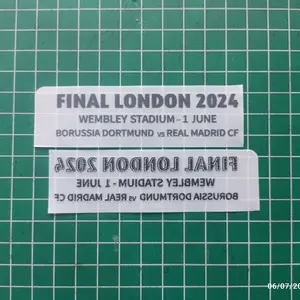 FINAL LONDON 2024
WEMBLEY STADIUM - 1 JUNE
BORUSSIA DORTMUND vs REAL MADRID CF
FINAL LONDON 2024
WEMBLEY STADIUM - 1 JUNE
BORUSSIA DORTMUND vs REAL MADRID CF
06/07/20